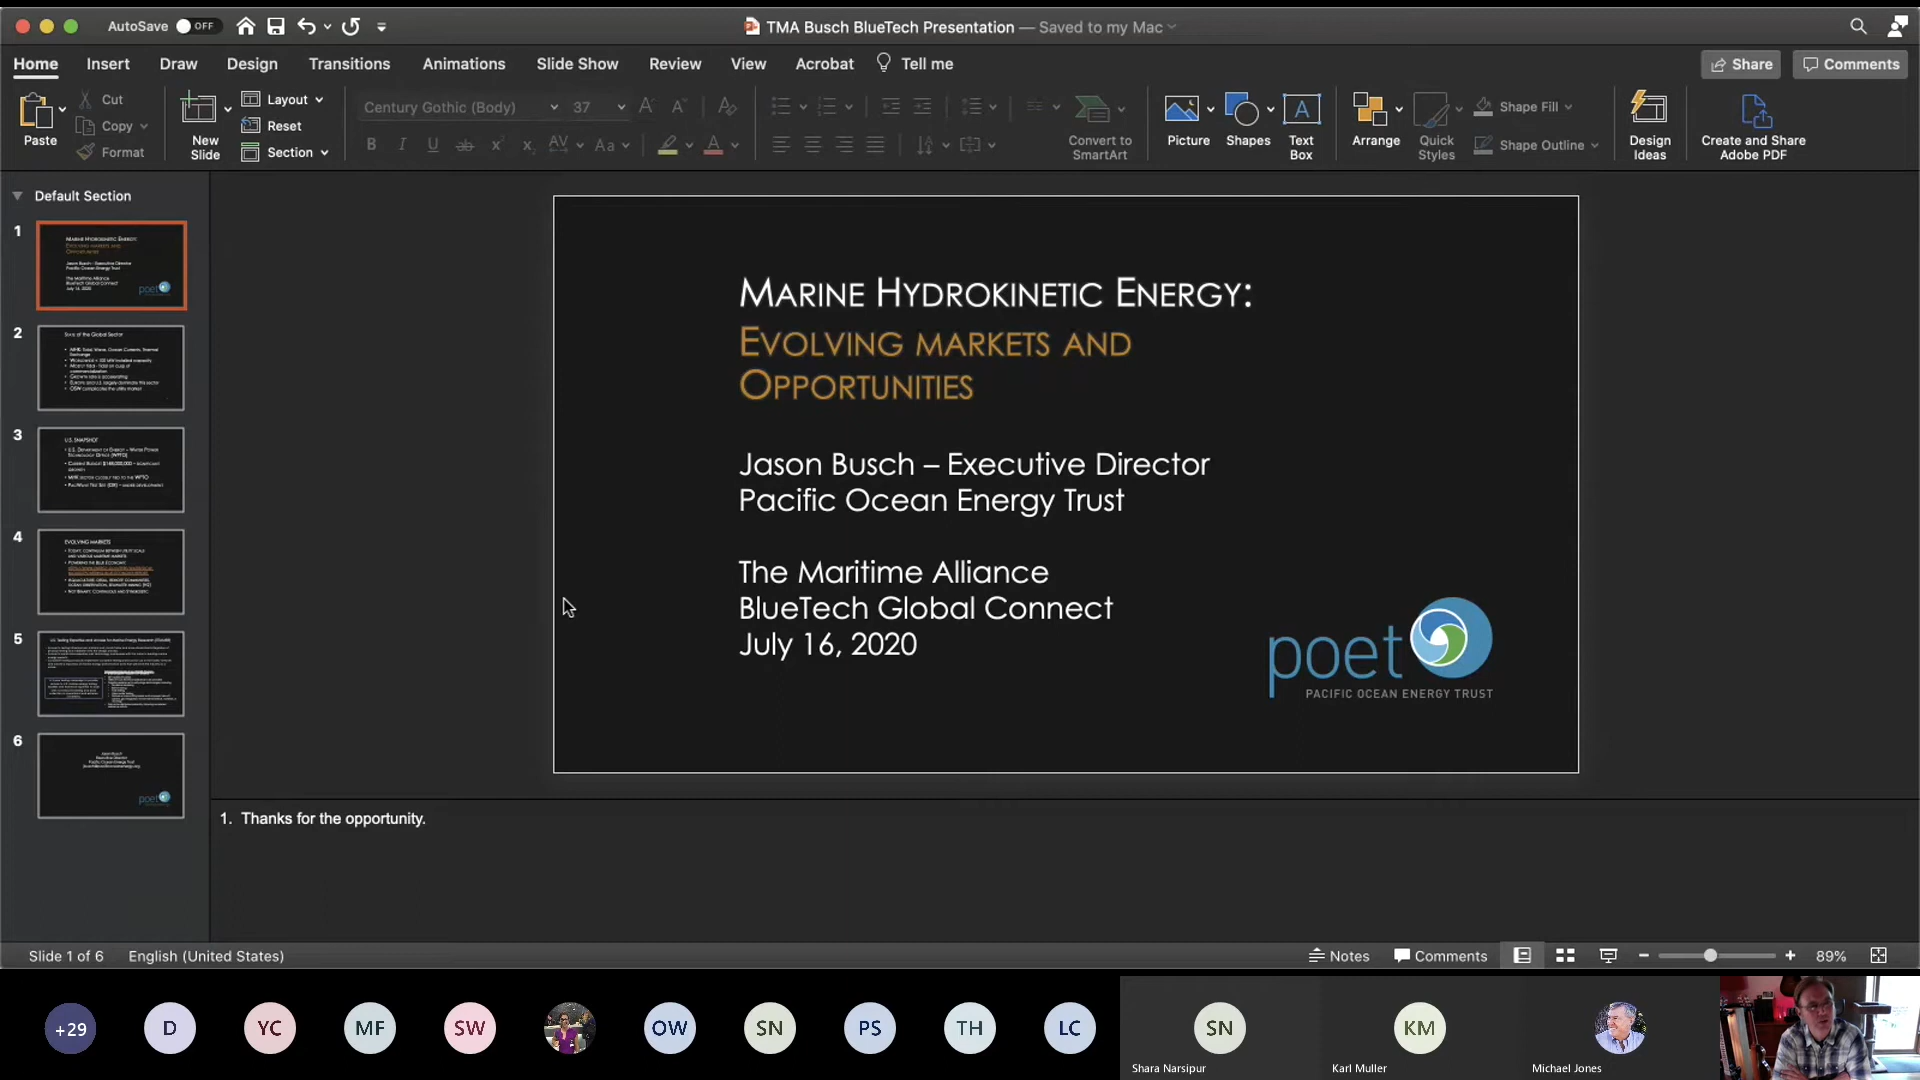 AutoSave OFF
TMA Busch BlueTech Presentation — Saved to my Mac
Home Insert Draw Design Transitions Animations Slide Show Review View Acrobat Tell me
Share Comments
Paste
Cut
Copy
Format
New
Slide
Layout
Reset
Section
Century Gothic (Body) 37
Convert to
SmartArt
Picture
Shapes
Text
Box
Arrange
Quick
Styles
Shape Fill
Shape Outline
Design
Ideas
Create and Share
Adobe PDF
Default Section
1
2
3
4
5
6
Marine Hydrokinetic Energy:
Evolving markets and
Opportunities
Jason Busch – Executive Director
Pacific Ocean Energy Trust
The Maritime Alliance
BlueTech Global Connect
July 16, 2020
poet
PACIFIC OCEAN ENERGY TRUST
1. Thanks for the opportunity.
Slide 1 of 6 English (United States)
Notes Comments 89%
+29 D YC MF SW OW SN PS TH LC SN KM
Shara Narsipur Karl Muller Michael Jones